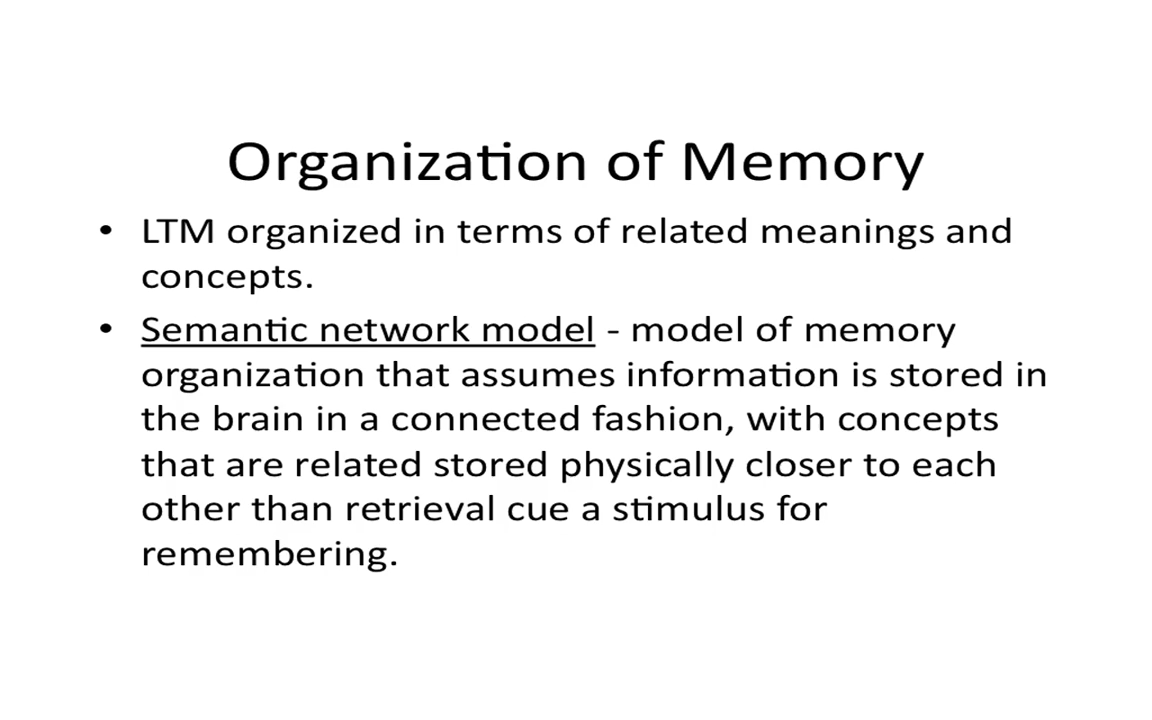 Organization of Memory
• LTM organized in terms of related meanings and
concepts.
• Semantic network model - model of memory
organization that assumes information is stored in
the brain in a connected fashion, with concepts
that are related stored physically closer to each
other than retrieval cue a stimulus for
remembering.